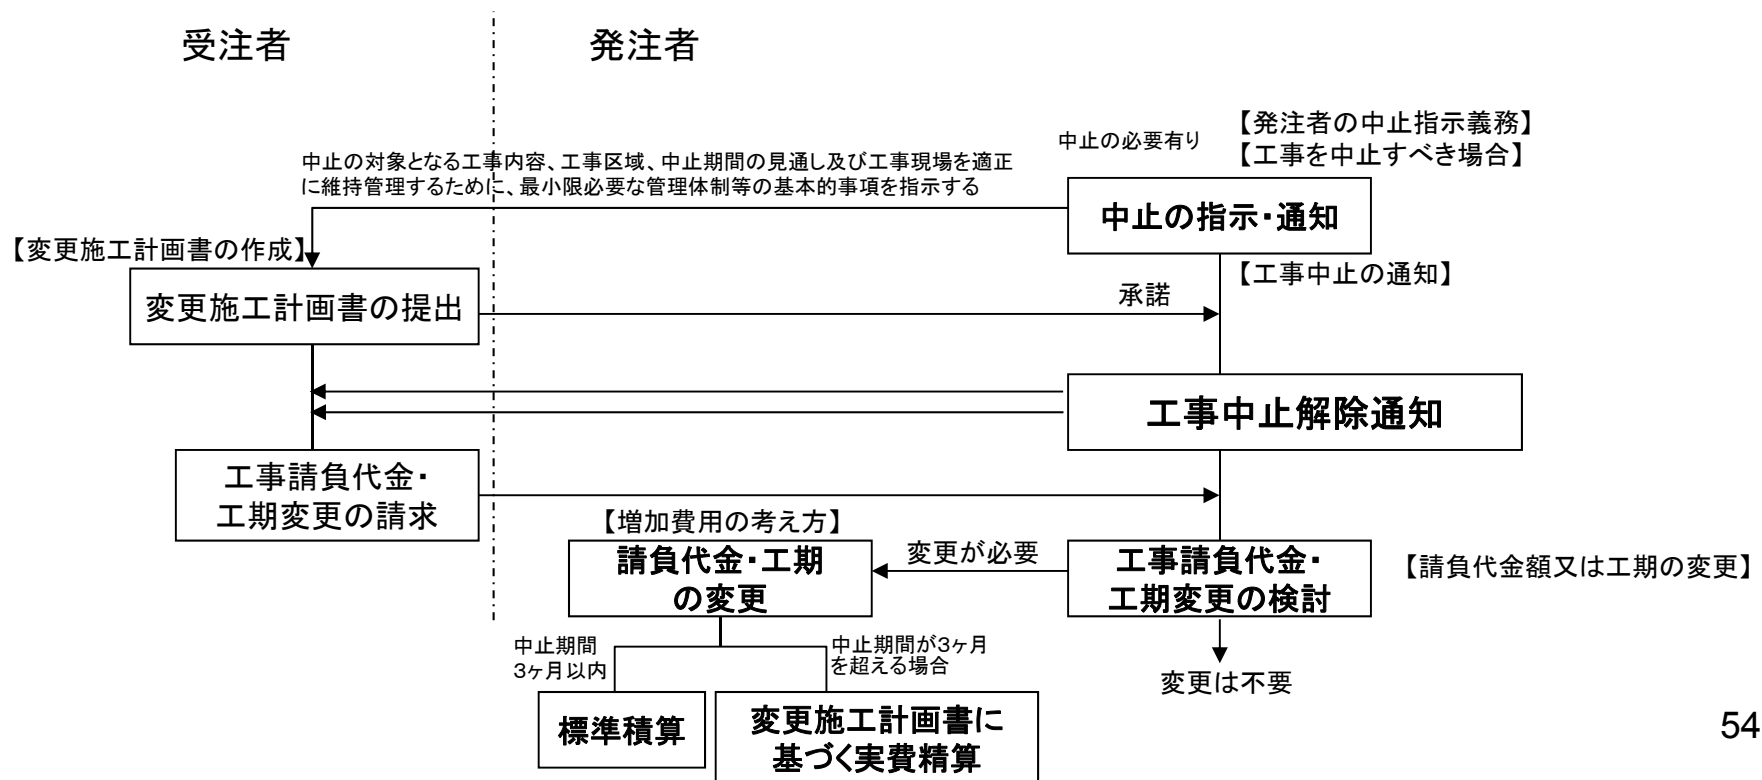 受注者
発注者
中止の必要有り
【発注者の中止指示義務】
【工事を中止すべき場合】
中止の対象となる工事内容、工事区域、中止期間の見通し及び工事現場を適正
に維持管理するために、最小限必要な管理体制等の基本的事項を指示する
中止の指示・通知
【変更施工計画書の作成】
【工事中止の通知】
変更施工計画書の提出
承諾
工事中止解除通知
工事請負代金・
工期変更の請求
【増加費用の考え方】
請負代金・工期
の変更
変更が必要
工事請負代金・
工期変更の検討
【請負代金額又は工期の変更】
中止期間
3ヶ月以内
中止期間が3ヶ月
を超える場合
変更は不要
標準積算
変更施工計画書に
基づく実費精算
54